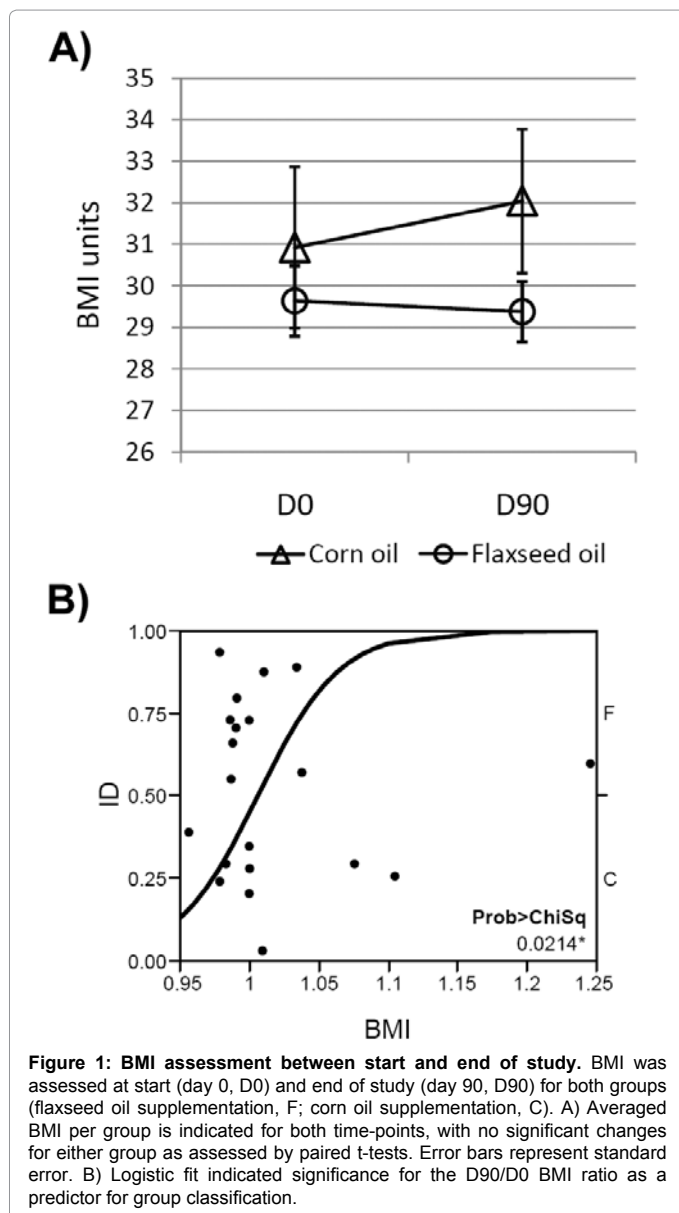 A)
35
34
33
32
31
30
29
28
27
26
BMI units
D0 D90
Corn oil Flaxseed oil
B)
1.00
0.75
0.50
0.25
0.00
ID
F
C
Prob>ChiSq
0.0214*
0.95 1 1.05 1.1 1.15 1.2 1.25
BMI
Figure 1: BMI assessment between start and end of study. BMI was
assessed at start (day 0, D0) and end of study (day 90, D90) for both groups
(flaxseed oil supplementation, F; corn oil supplementation, C). A) Averaged
BMI per group is indicated for both time-points, with no significant changes
for either group as assessed by paired t-tests. Error bars represent standard
error. B) Logistic fit indicated significance for the D90/D0 BMI ratio as a
predictor for group classification.